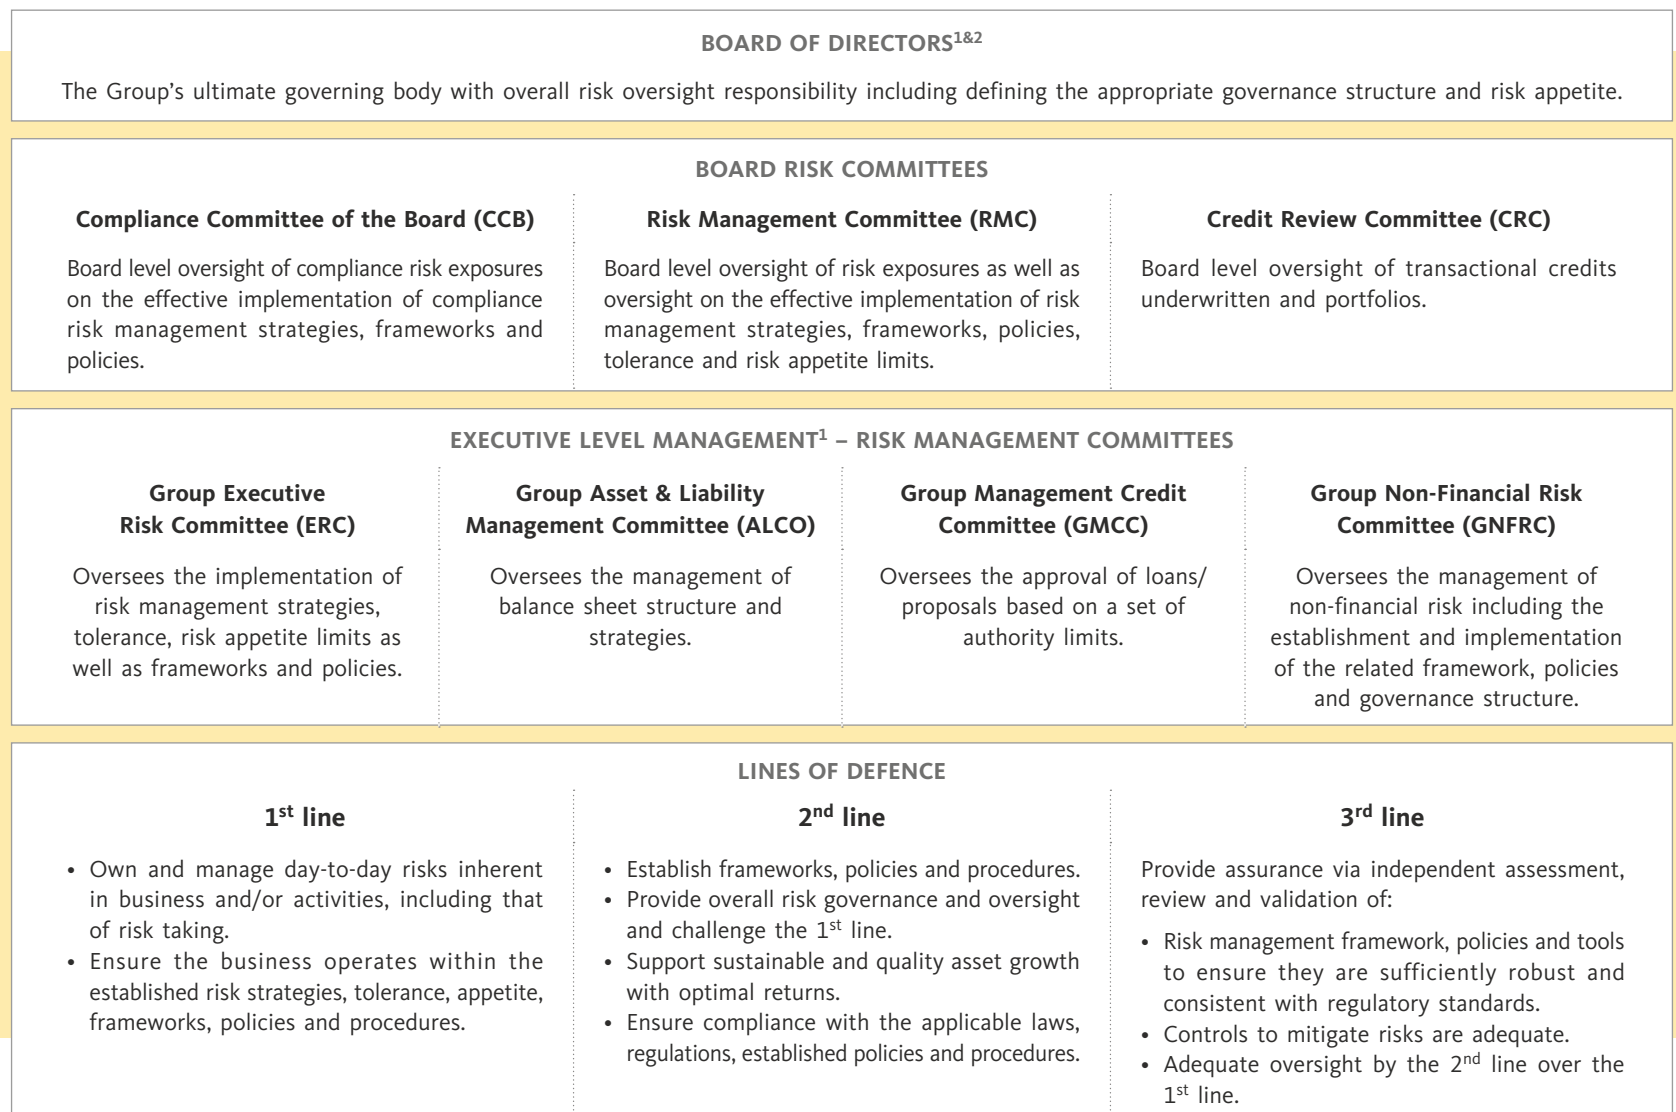 BOARD OF DIRECTORS1&2
The Group's ultimate governing body with overall risk oversight responsibility including defining the appropriate governance structure and risk appetite.
BOARD RISK COMMITTEES
Compliance Committee of the Board (CCB)
Board level oversight of compliance risk exposures
on the effective implementation of compliance
risk management strategies, frameworks and
policies.
Risk Management Committee (RMC)
Board level oversight of risk exposures as well as
oversight on the effective implementation of risk
management strategies, frameworks, policies,
tolerance and risk appetite limits.
Credit Review Committee (CRC)
Board level oversight of transactional credits
underwritten and portfolios.
EXECUTIVE LEVEL MANAGEMENT1 – RISK MANAGEMENT COMMITTEES
Group Executive
Risk Committee (ERC)
Oversees the implementation of
risk management strategies,
tolerance, risk appetite limits as
well as frameworks and policies.
Group Asset & Liability
Management Committee (ALCO)
Oversees the management of
balance sheet structure and
strategies.
Group Management Credit
Committee (GMCC)
Oversees the approval of loans/
proposals based on a set of
authority limits.
Group Non-Financial Risk
Committee (GNFRC)
Oversees the management of
non-financial risk including the
establishment and implementation
of the related framework, policies
and governance structure.
LINES OF DEFENCE
1st line
• Own and manage day-to-day risks inherent
in business and/or activities, including that
of risk taking.
• Ensure the business operates within the
established risk strategies, tolerance, appetite,
frameworks, policies and procedures.
2nd line
• Establish frameworks, policies and procedures.
• Provide overall risk governance and oversight
and challenge the 1st line.
• Support sustainable and quality asset growth
with optimal returns.
• Ensure compliance with the applicable laws,
regulations, established policies and procedures.
3rd line
Provide assurance via independent assessment,
review and validation of:
• Risk management framework, policies and tools
to ensure they are sufficiently robust and
consistent with regulatory standards.
• Controls to mitigate risks are adequate.
• Adequate oversight by the 2nd line over the
1st line.